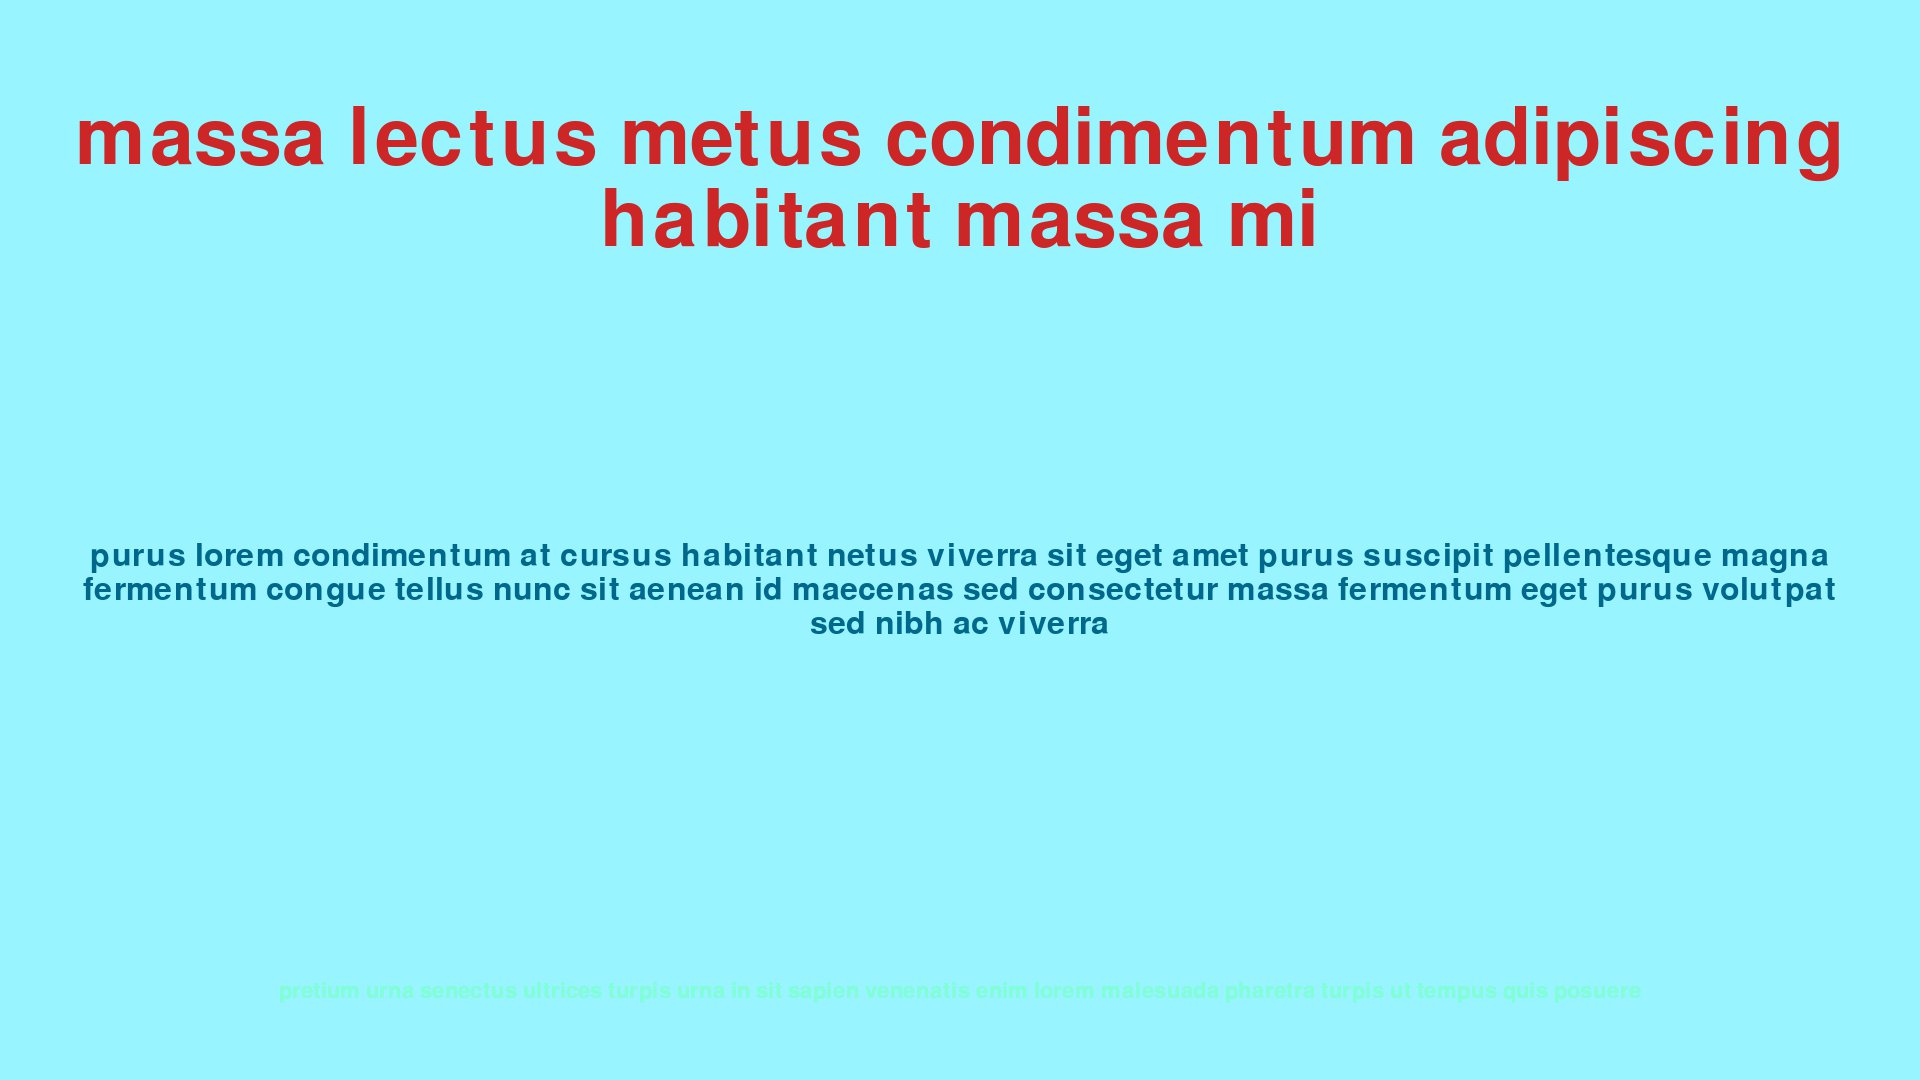 massa lectus metus condimentum adipiscing
habitant massa mi
purus lorem condimentum at cursus habitant netus viverra sit eget amet purus suscipit pellentesque magna
fermentum congue tellus nunc sit aenean id maecenas sed consectetur massa fermentum eget purus volutpat
sed nibh ac viverra
pretium urna senectus ultrices turpis urna in sit sapien venenatis enim lorem malesuada pharetra turpis ut tempus quis posuere